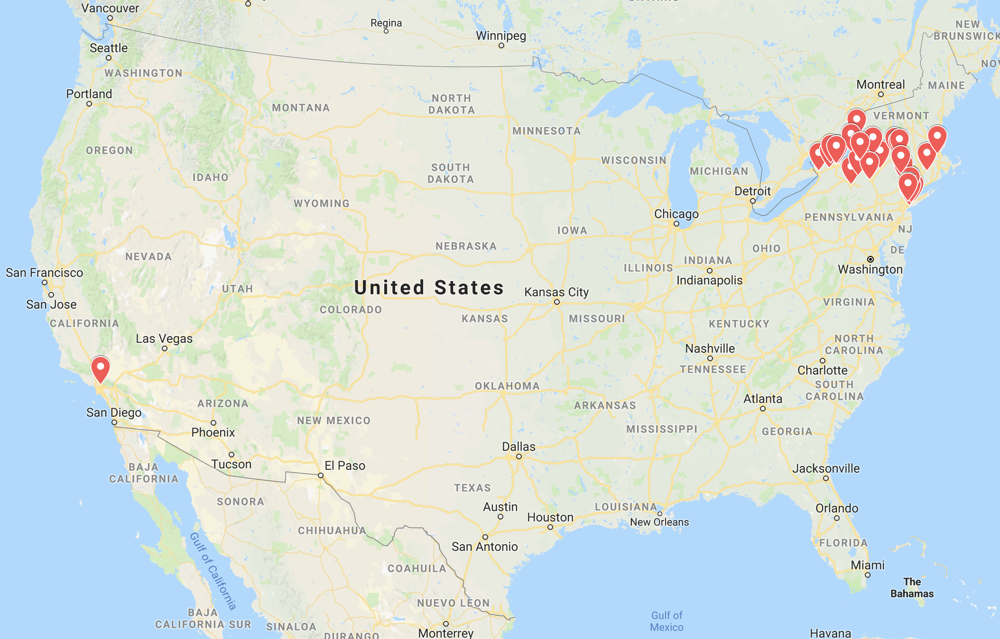 Vancouver
Regina
Winnipeg
NEW
BRUNSWICK
Seattle
WASHINGTON
Portland
MONTANA
NORTH
DAKOTA
MINNESOTA
Montreal
MAINE
VERMONT
OREGON
IDAHO
SOUTH
DAKOTA
WISCONSIN
MICHIGAN
WYOMING
Detroit
Chicago
PENNSYLVANIA
IOWA
NJ
NEBRASKA
OHIO
DE
NEVADA
INDIANA
ILLINOIS
Indianapolis
Washington
San Francisco
San Jose
UTAH
United States
Kansas City
COLORADO
KANSAS
MISSOURI
VIRGINIA
KENTUCKY
CALIFORNIA
Las Vegas
Nashville
TENNESSEE
NORTH
CAROLINA
Charlotte
SOUTH
CAROLINA
OKLAHOMA
ARKANSAS
Atlanta
ARIZONA
San Diego
NEW MEXICO
Phoenix
MISSISSIPPI
GEORGIA
Dallas
Tucson
El Paso
BAJA
CALIFORNIA
Jacksonville
TEXAS
SONORA
Austin
Houston
LOUISIANA
New Orleans
Orlando
CHIHUAHUA
San Antonio
FLORIDA
Gulf of California
COAHUILA
Miami
The
Bahamas
NUEVO LEON
BAJA
CALIFORNIA SUR
SINALOA
DURANGO
Monterrey
Gulf of
Mexico
Havana